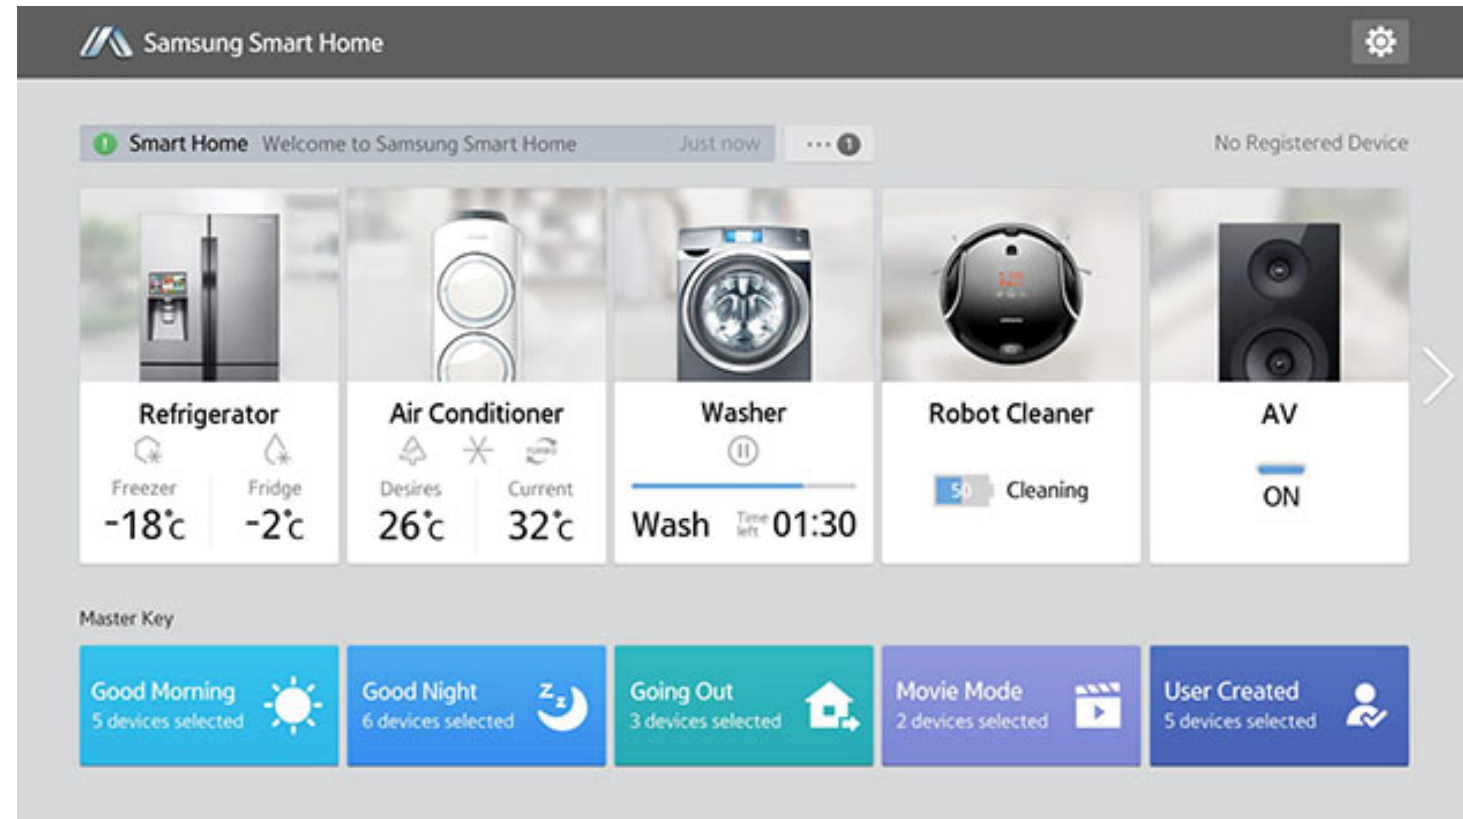 Samsung Smart Home
Smart Home Welcome to Samsung Smart Home Just now ... 1
No Registered Device
Refrigerator
Freezer Fridge
-18°c -2°c
Air Conditioner
TURBO
Desires Current
26°c 32°c
Washer
Wash Time left 01:30
Robot Cleaner
50 Cleaning
AV
ON
Master Key
Good Morning
5 devices selected
Good Night
6 devices selected
Going Out
3 devices selected
Movie Mode
2 devices selected
User Created
5 devices selected